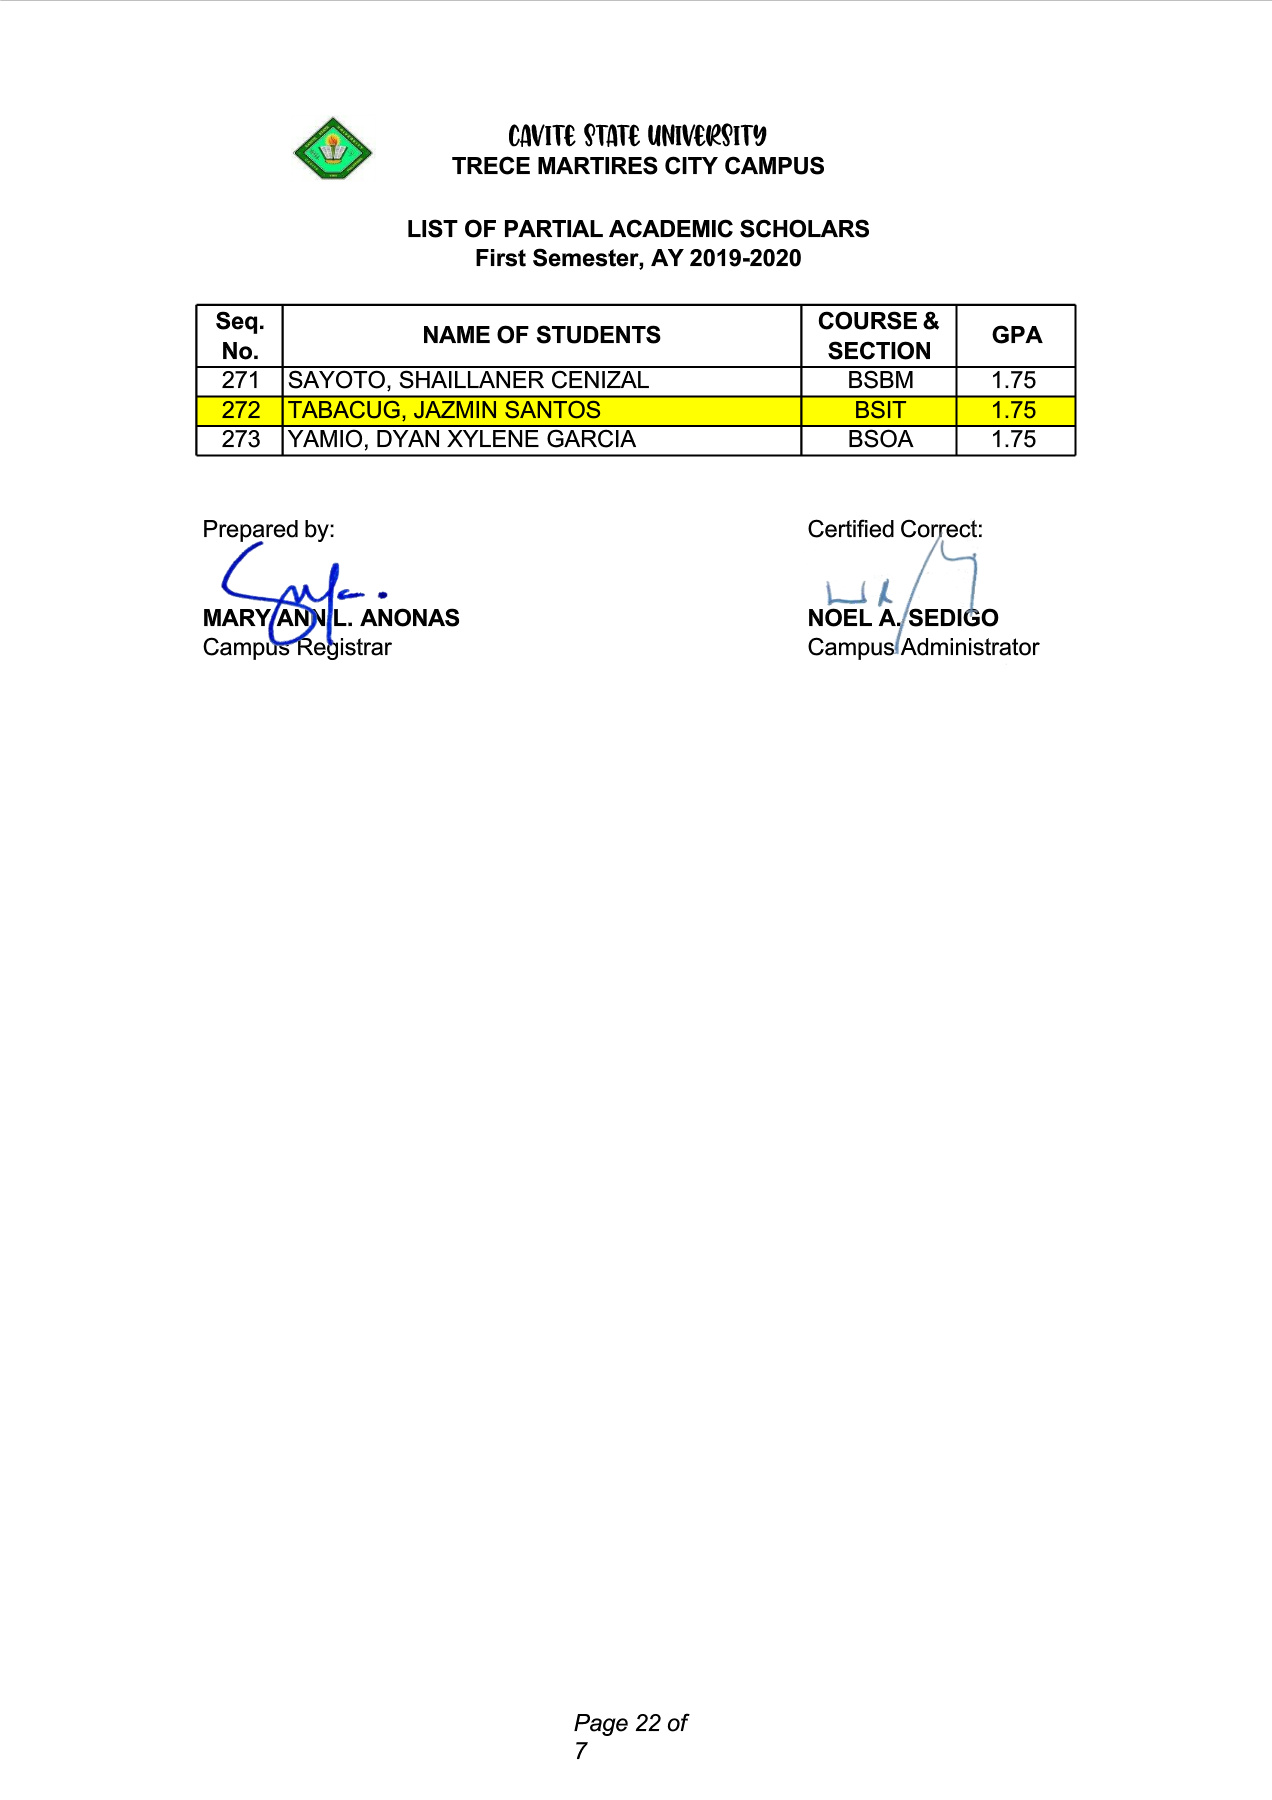 CAVITE STATE UNIVERSITY
TRECE MARTIRES CITY CAMPUS
LIST OF PARTIAL ACADEMIC SCHOLARS
First Semester, AY 2019-2020
Seq. No. NAME OF STUDENTS COURSE & SECTION GPA
271 SAYOTO, SHAILLANER CENIZAL BSBM 1.75
272 TABACUG, JAZMIN SANTOS BSIT 1.75
273 YAMIO, DYAN XYLENE GARCIA BSOA 1.75
Prepared by: Certified Correct:
MARY ANN L. ANONAS NOEL A. SEDIGO
Campus Registrar Campus Administrator
Page 22 of
7